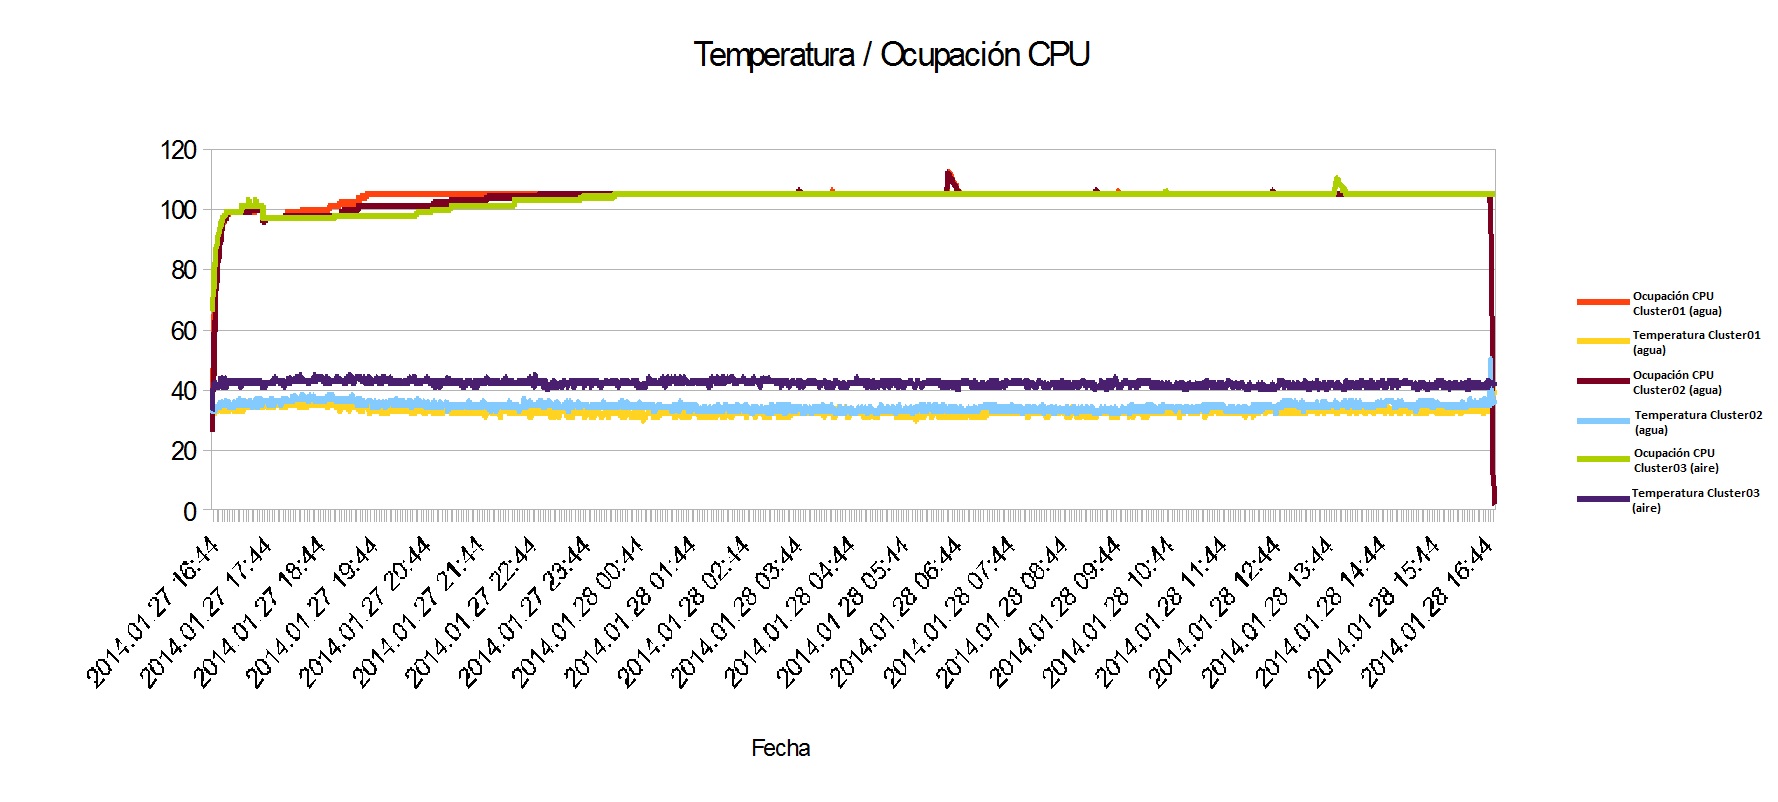 Temperatura / Ocupación CPU
120
100
80
60
40
20
0
2014.01.27 16:44
2014.01.27 17:44
2014.01.27 18:44
2014.01.27 19:44
2014.01.27 20:44
2014.01.27 21:44
2014.01.27 22:44
2014.01.27 23:44
2014.01.28 00:41
2014.01.28 01:44
2014.01.28 02:14
2014.01.28 03:44
2014.01.28 04:44
2014.01.28 05:14
2014.01.28 06:44
2014.01.28 07:44
2014.01.28 08:44
2014.01.28 09:44
2014.01.28 10:44
2014.01.28 11:44
2014.01.28 12:44
2014.01.28 13:44
2014.01.28 14:44
2014.01.28 15:44
2014.01.28 16:44
Fecha
Ocupación CPU
Cluster01 (agua)
Temperatura Cluster01
(agua)
Ocupación CPU
Cluster02 (agua)
Temperatura Cluster02
(agua)
Ocupación CPU
Cluster03 (aire)
Temperatura Cluster03
(aire)